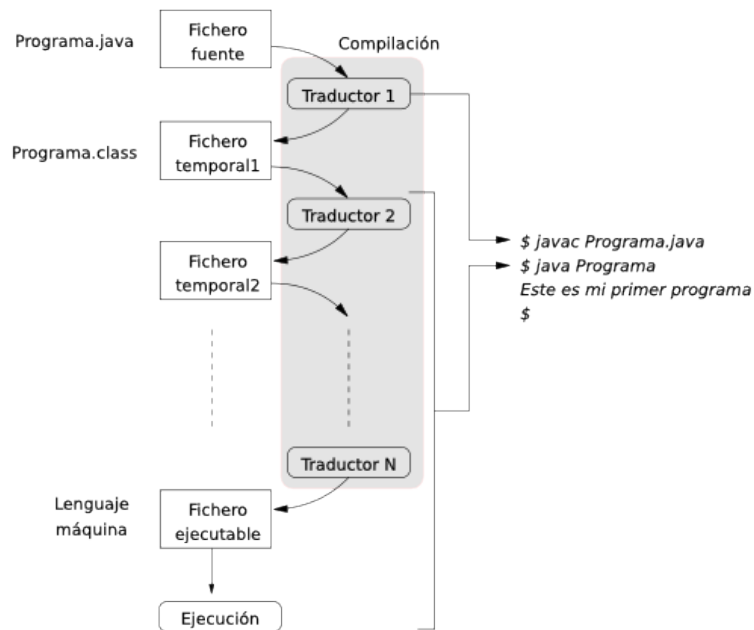 Programa.java
Fichero
fuente
Compilación
Traductor 1
Programa.class
Fichero
temporal1
Traductor 2
Fichero
temporal2
$ javac Programa.java
$ java Programa
Este es mi primer programa
$
Traductor N
Lenguaje
máquina
Fichero
ejecutable
Ejecución